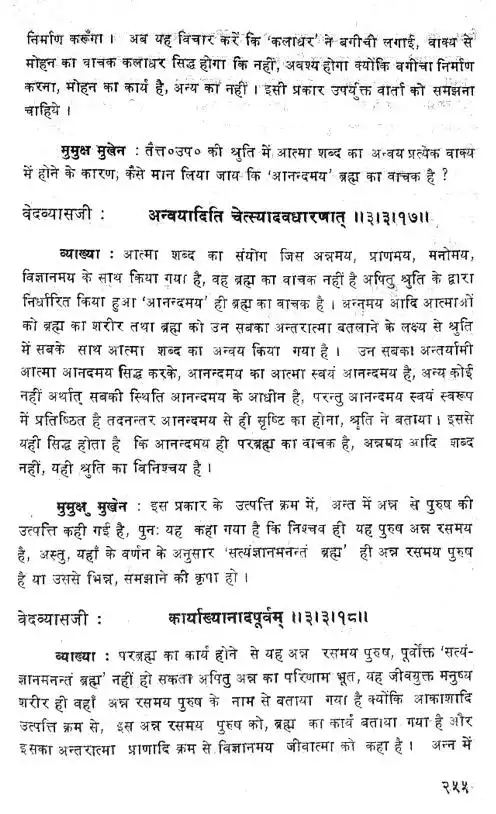 निर्माण करूँगा । अब यह विचार करें कि ‘कलाधर’ ने बगीची लगाई, वाक्य से
मोहन का वाचक कलाधर सिद्ध होगा कि नहीं, अवश्य होगा क्योंकि वगीचा निर्माण
करना, मोहन का कार्य है, अन्य का नहीं । इसी प्रकार उपर्युक्त वार्ता को समझना
चाहिये ।
मुमुक्ष मुखेन : तैत्त०उप० की श्रुति में आत्मा शब्द का अन्वय प्रत्येक वाक्य
में होने के कारण, कैसे मान लिया जाय कि ‘आनन्दमय’ ब्रह्म का वाचक है ?
वेदव्यासजी : अन्वयादिति चेत्स्यादवधारणात् ।।३।३।१७।।
व्याख्या : आत्मा शब्द का संयोग जिस अन्नमय, प्राणमय, मनोमय,
विज्ञानमय के साथ किया गया है, वह ब्रह्म का वाचक नहीं है अपितु श्रुति के द्वारा
निर्धारित किया हुआ ‘आनन्दमय’ ही ब्रह्म का वाचक है । अन्नमय आदि आत्माओं
को ब्रह्म का शरीर तथा ब्रह्म को उन सबका अन्तरात्मा बतलाने के लक्ष्य से श्रुति
में सबके साथ आत्मा शब्द का अन्वय किया गया है । उन सबका अन्तर्यामी
आत्मा आनदमय सिद्ध करके, आनन्दमय का आत्मा स्वयं आनन्दमय है, अन्य कोई
नहीं अर्थात् सबकी स्थिति आनन्दमय के आधीन है, परन्तु आनन्दमय स्वयं स्वरूप
में प्रतिष्ठित है तदनन्तर आनन्दमय से ही सृष्टि का होना, श्रुति ने बताया । इससे
यही सिद्ध होता है कि आनन्दमय ही परब्रह्म का वाचक है, अन्नमय आदि शब्द
नहीं, यही श्रुति का विनिश्चय है ।
मुमुक्षु मुखेन : इस प्रकार के उत्पत्ति क्रम में, अन्त में अन्न से पुरुष की
उत्पत्ति कही गई है, पुनः यह कहा गया है कि निश्चव ही यह पुरुष अन्न रसमय
है, अस्तु, यहाँ के वर्णन के अनुसार ‘सत्यंज्ञानमनन्तं ब्रह्म’ ही अन्न रसमय पुरुष
है या उससे भिन्न, समझाने की कृपा हो ।
वेदव्यासजी : कार्याख्यानादपूर्वम् ।।३।३।१८।।
व्याख्या : परब्रह्म का कार्य होने से यह अन्न रसमय पुरुष, पूर्वोक्त ‘सत्यं-
ज्ञानमनन्तं ब्रह्म’ नहीं हो सकता अपितु अन्न का परिणाम भूत, यह जीवयुक्त मनुष्य
शरीर ही वहाँ अन्न रसमय पुरुष के नाम से बताया गया है क्योंकि आकाशादि
उत्पत्ति क्रम से, इस अन्न रसमय पुरुष को, ब्रह्म का कार्य बताया गया है और
इसका अन्तरात्मा प्राणादि क्रम से विज्ञानमय जीवात्मा को कहा है । अन्न में
२५५